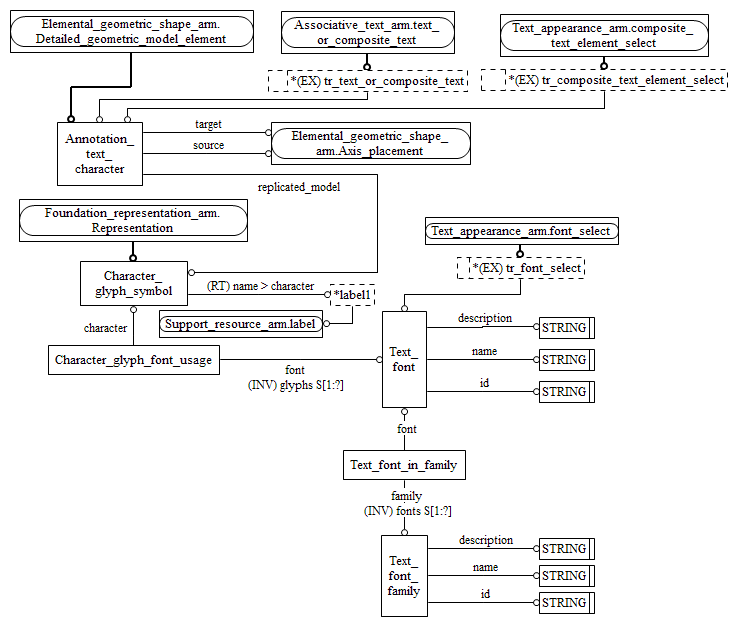 Elemental_geometric_shape_arm.
Detailed_geometric_model_element
Associative_text_arm.text_
or_composite_text
Text_appearance_arm.composite_
text_element_select
*(EX) tr_text_or_composite_text
*(EX) tr_composite_text_element_select
Annotation_
text_
character
target
source
Elemental_geometric_shape_
arm.Axis_placement
replicated_model
Foundation_representation_arm.
Representation
Text_appearance_arm.font_select
*(EX) tr_font_select
Character_
glyph_symbol
(RT) name > character
*label1
Support_resource_arm.label
character
Character_glyph_font_usage
font
(INV) glyphs S[1:?]
Text_
font
description
STRING
name
STRING
id
STRING
font
Text_font_in_family
family
(INV) fonts S[1:?]
Text_
font_
family
description
STRING
name
STRING
id
STRING